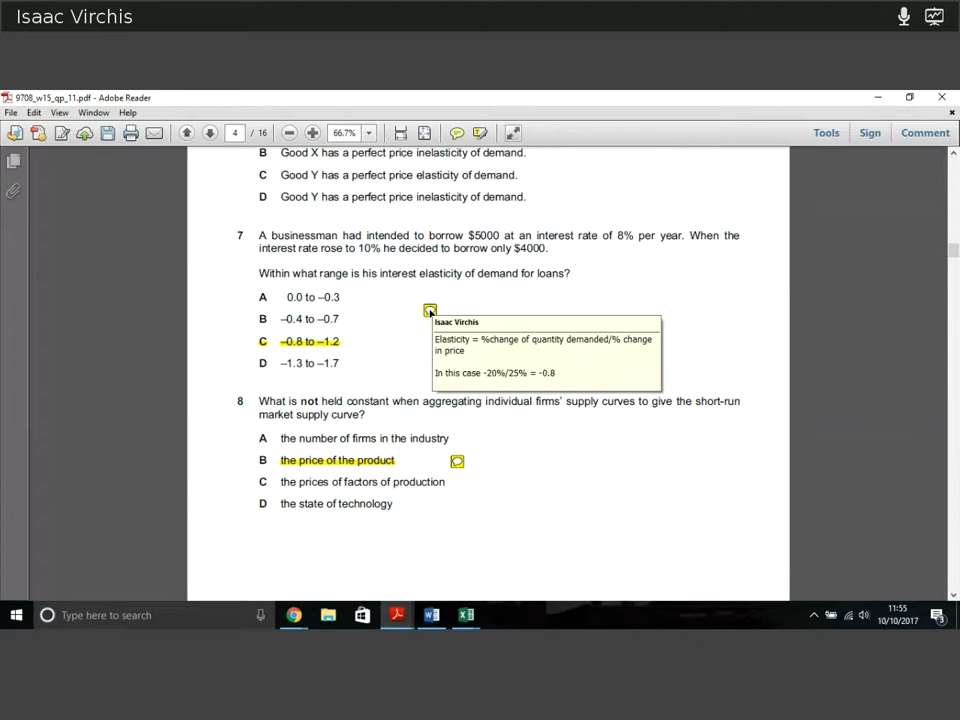 Isaac Virchis
9708_w15_qp_11.pdf - Adobe Reader
File Edit View Window Help
4 / 16 66.7% Tools Sign Comment
B Good X has a perfect price inelasticity of demand.
C Good Y has a perfect price elasticity of demand.
D Good Y has a perfect price inelasticity of demand.
7 A businessman had intended to borrow $5000 at an interest rate of 8% per year. When the
interest rate rose to 10% he decided to borrow only $4000.
Within what range is his interest elasticity of demand for loans?
A 0.0 to –0.3
B –0.4 to –0.7
C –0.8 to –1.2
D –1.3 to –1.7
Isaac Virchis
Elasticity = %change of quantity demanded/% change
in price
In this case -20%/25% = -0.8
8 What is not held constant when aggregating individual firms' supply curves to give the short-run
market supply curve?
A the number of firms in the industry
B the price of the product
C the prices of factors of production
D the state of technology
Type here to search
11:55
10/10/2017
3